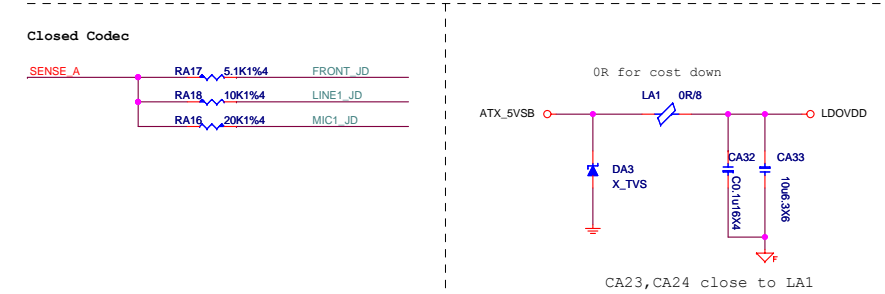 Closed Codec
SENSE_A
RA17 5.1K1%4 FRONT_JD
RA18 10K1%4 LINE1_JD
RA16 20K1%4 MIC1_JD
0R for cost down
LA1 0R/8
ATX_5VSB
LDOVDD
DA3
X_TVS
CA32
C0.1u16X4
CA33
10u6.3X6
F
CA23,CA24 close to LA1